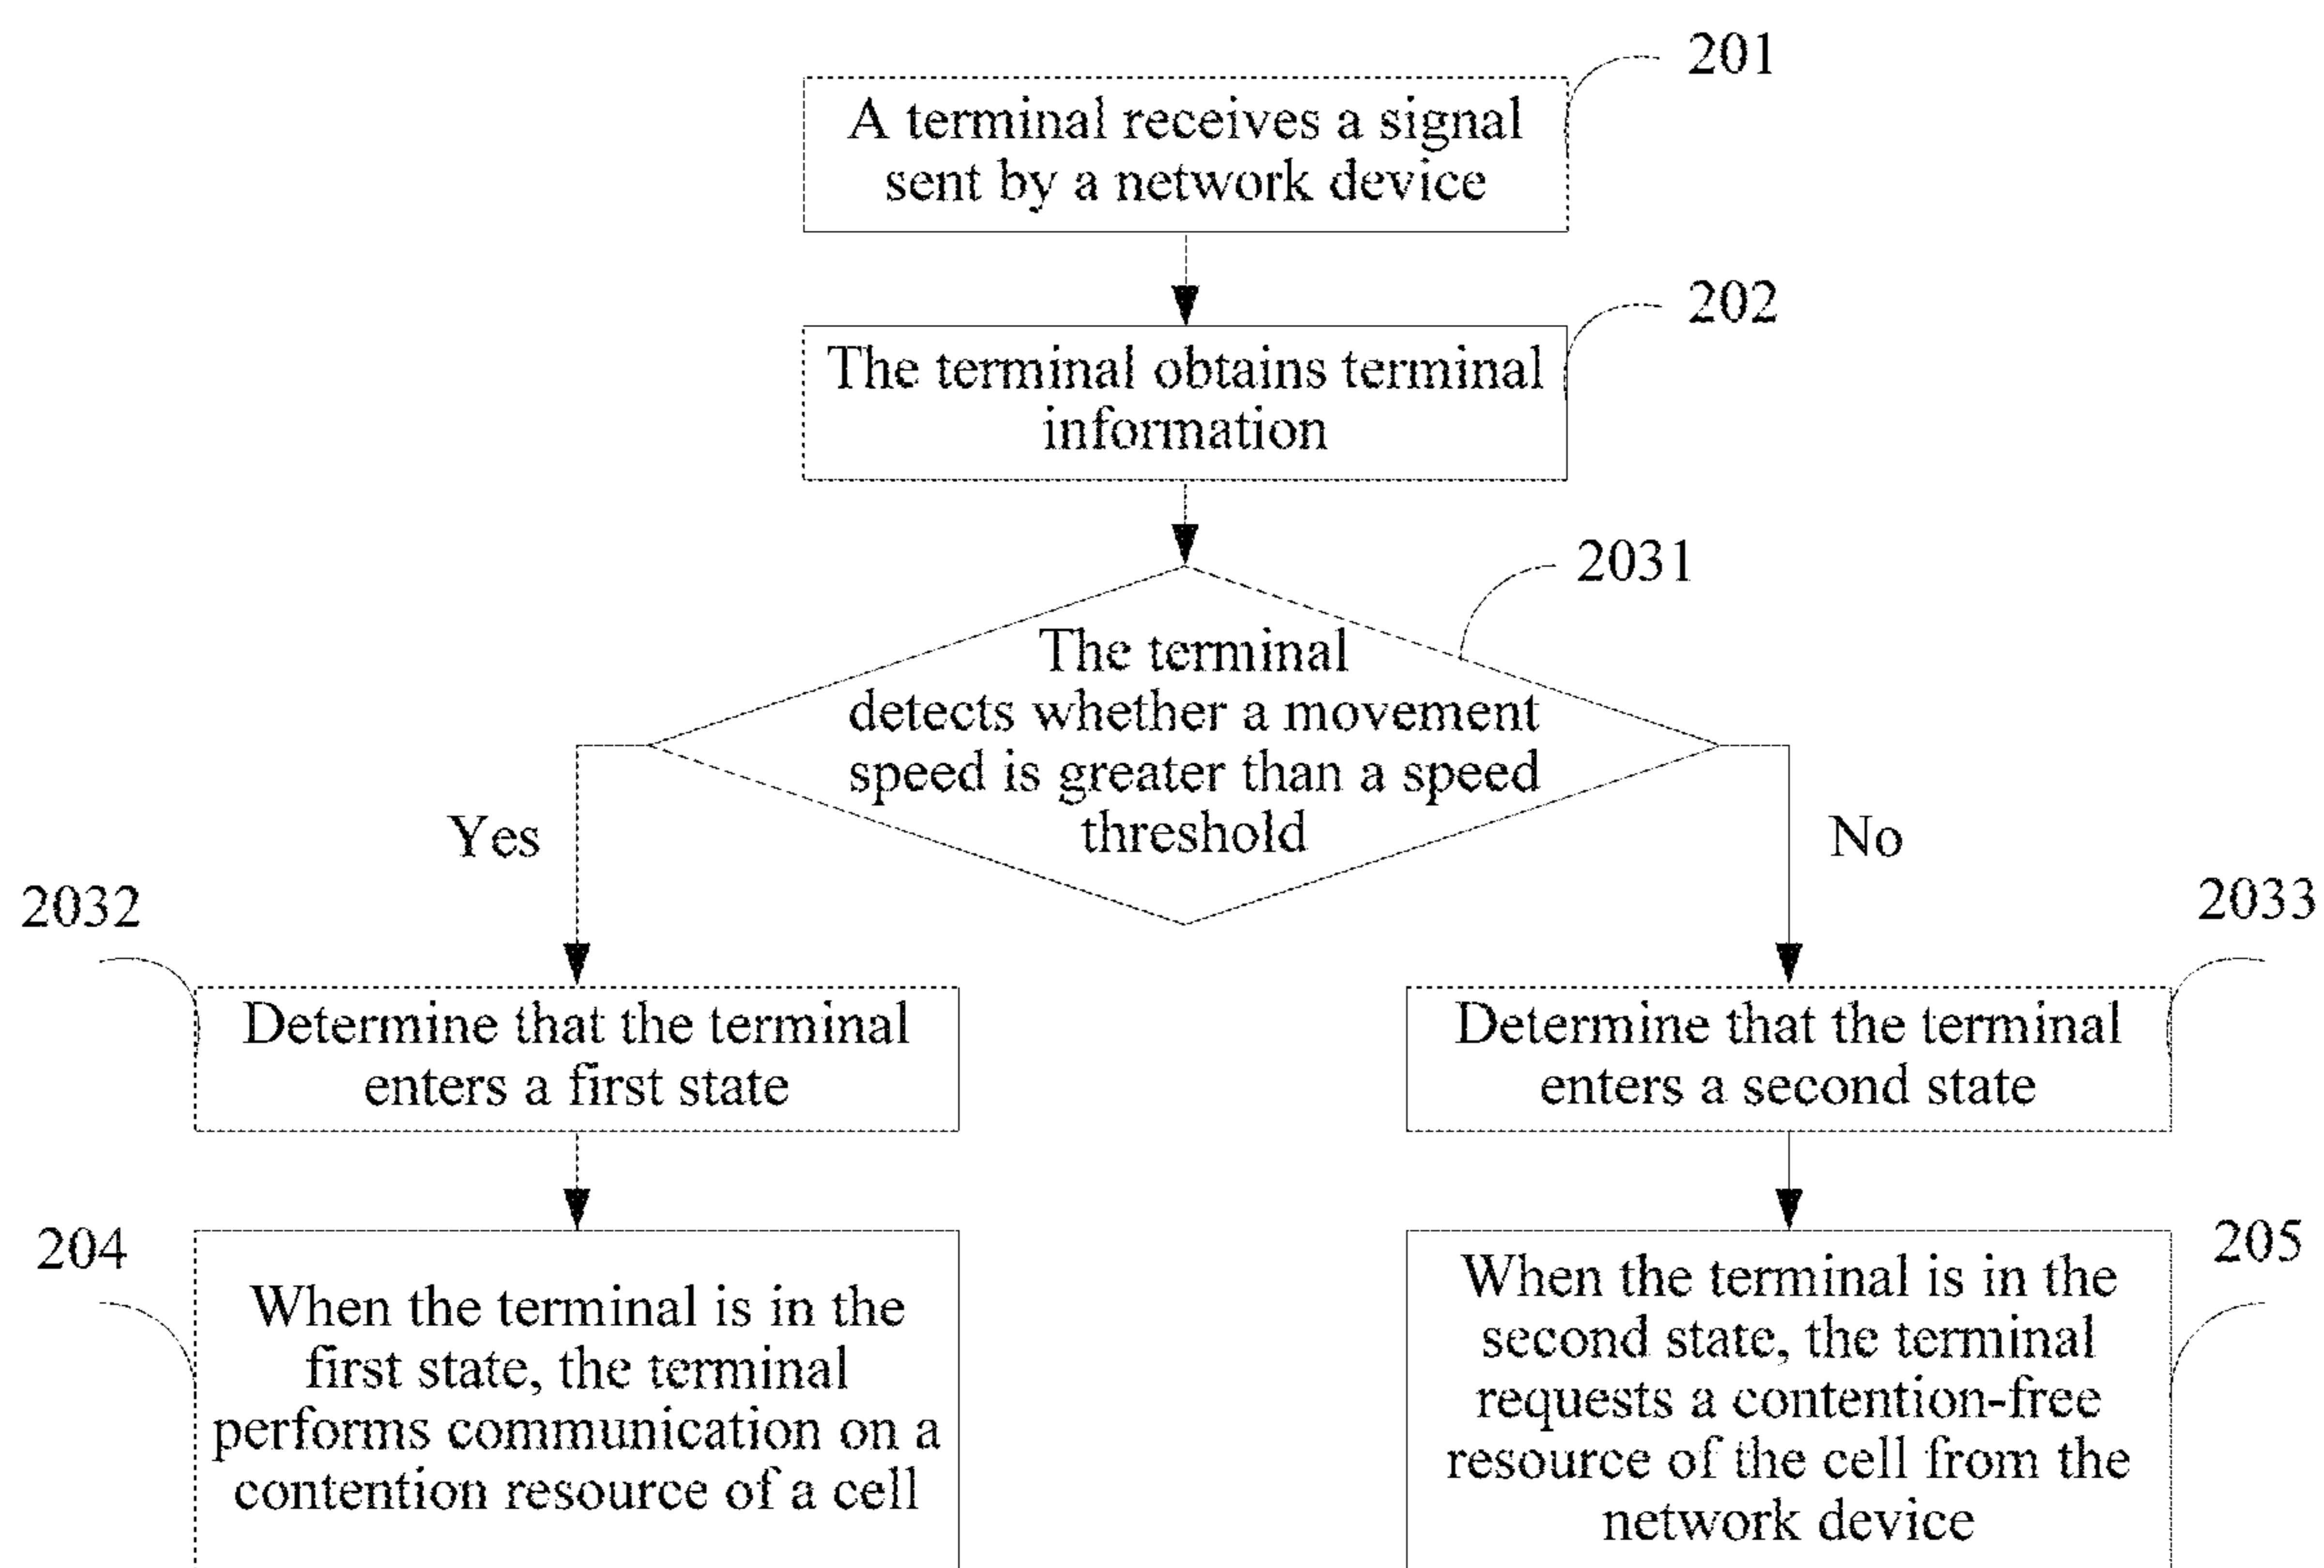 201
A terminal receives a signal
sent by a network device
202
The terminal obtains terminal
information
2031
The terminal
detects whether a movement
speed is greater than a speed
threshold
Yes
No
2032
2033
Determine that the terminal
enters a first state
Determine that the terminal
enters a second state
204
When the terminal is in the
first state, the terminal
performs communication on a
contention resource of a cell
205
When the terminal is in the
second state, the terminal
requests a contention-free
resource of the cell from the
network device